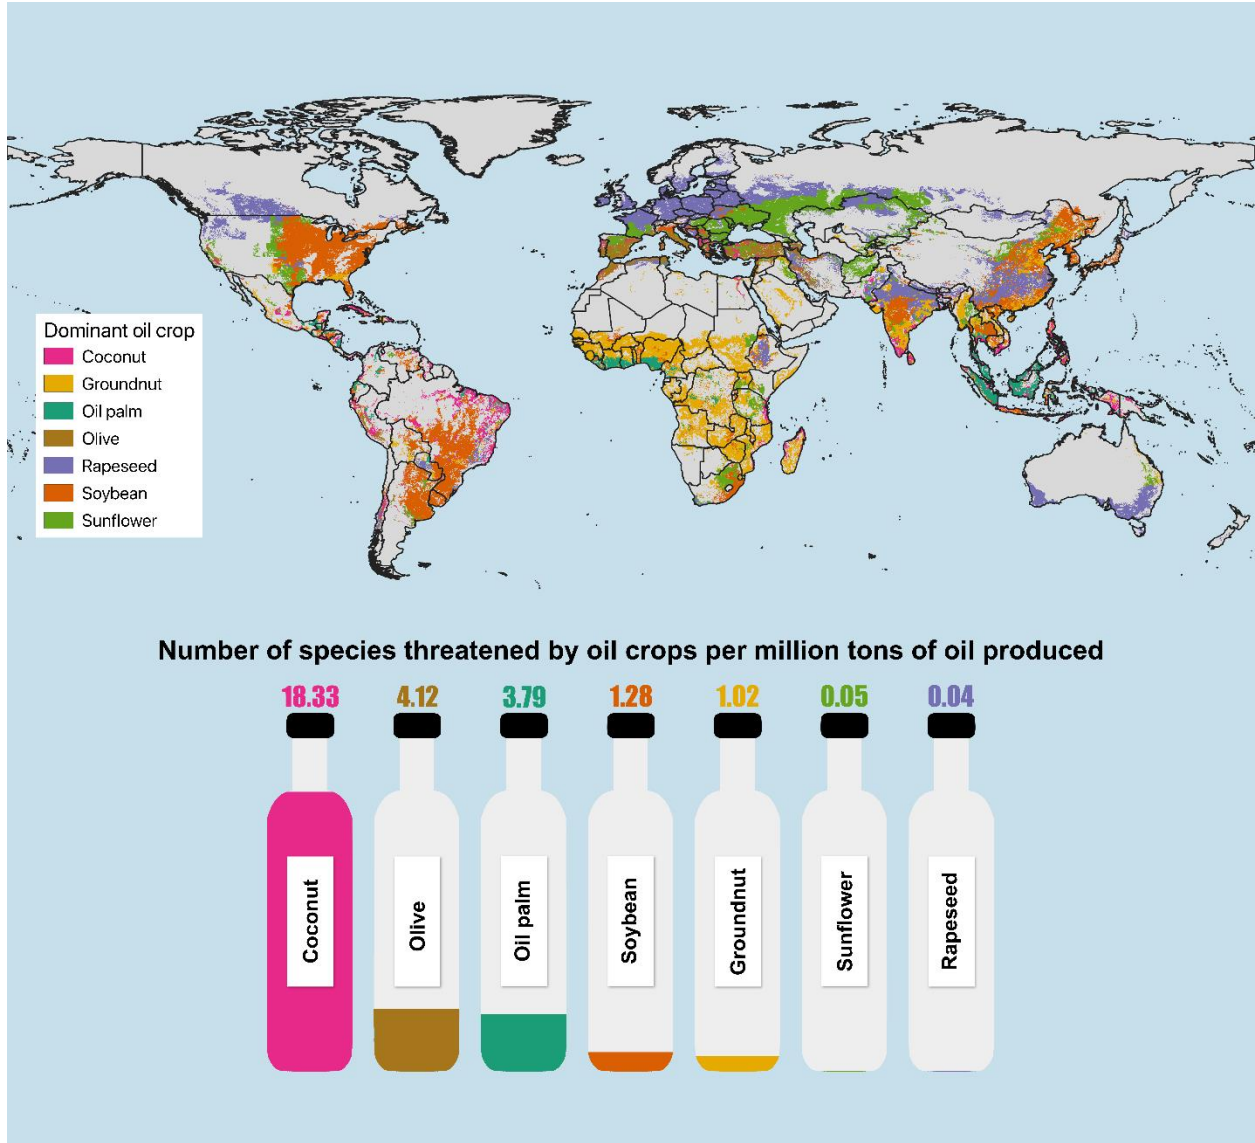 Dominant oil crop
Coconut
Groundnut
Oil palm
Olive
Rapeseed
Soybean
Sunflower
Number of species threatened by oil crops per million tons of oil produced
18.33 4.12 3.79 1.28 1.02 0.05 0.04
Coconut
Olive
Oil palm
Soybean
Groundnut
Sunflower
Rapeseed